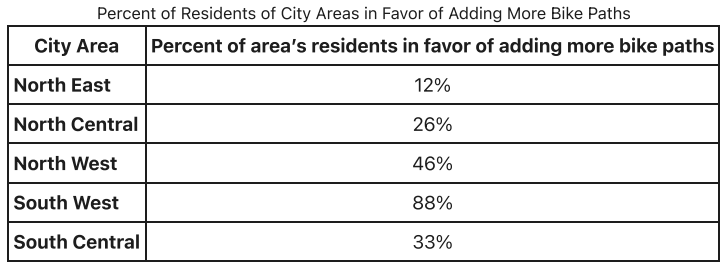 Percent of Residents of City Areas in Favor of Adding More Bike Paths
City Area Percent of area’s residents in favor of adding more bike paths
North East 12%
North Central 26%
North West 46%
South West 88%
South Central 33%